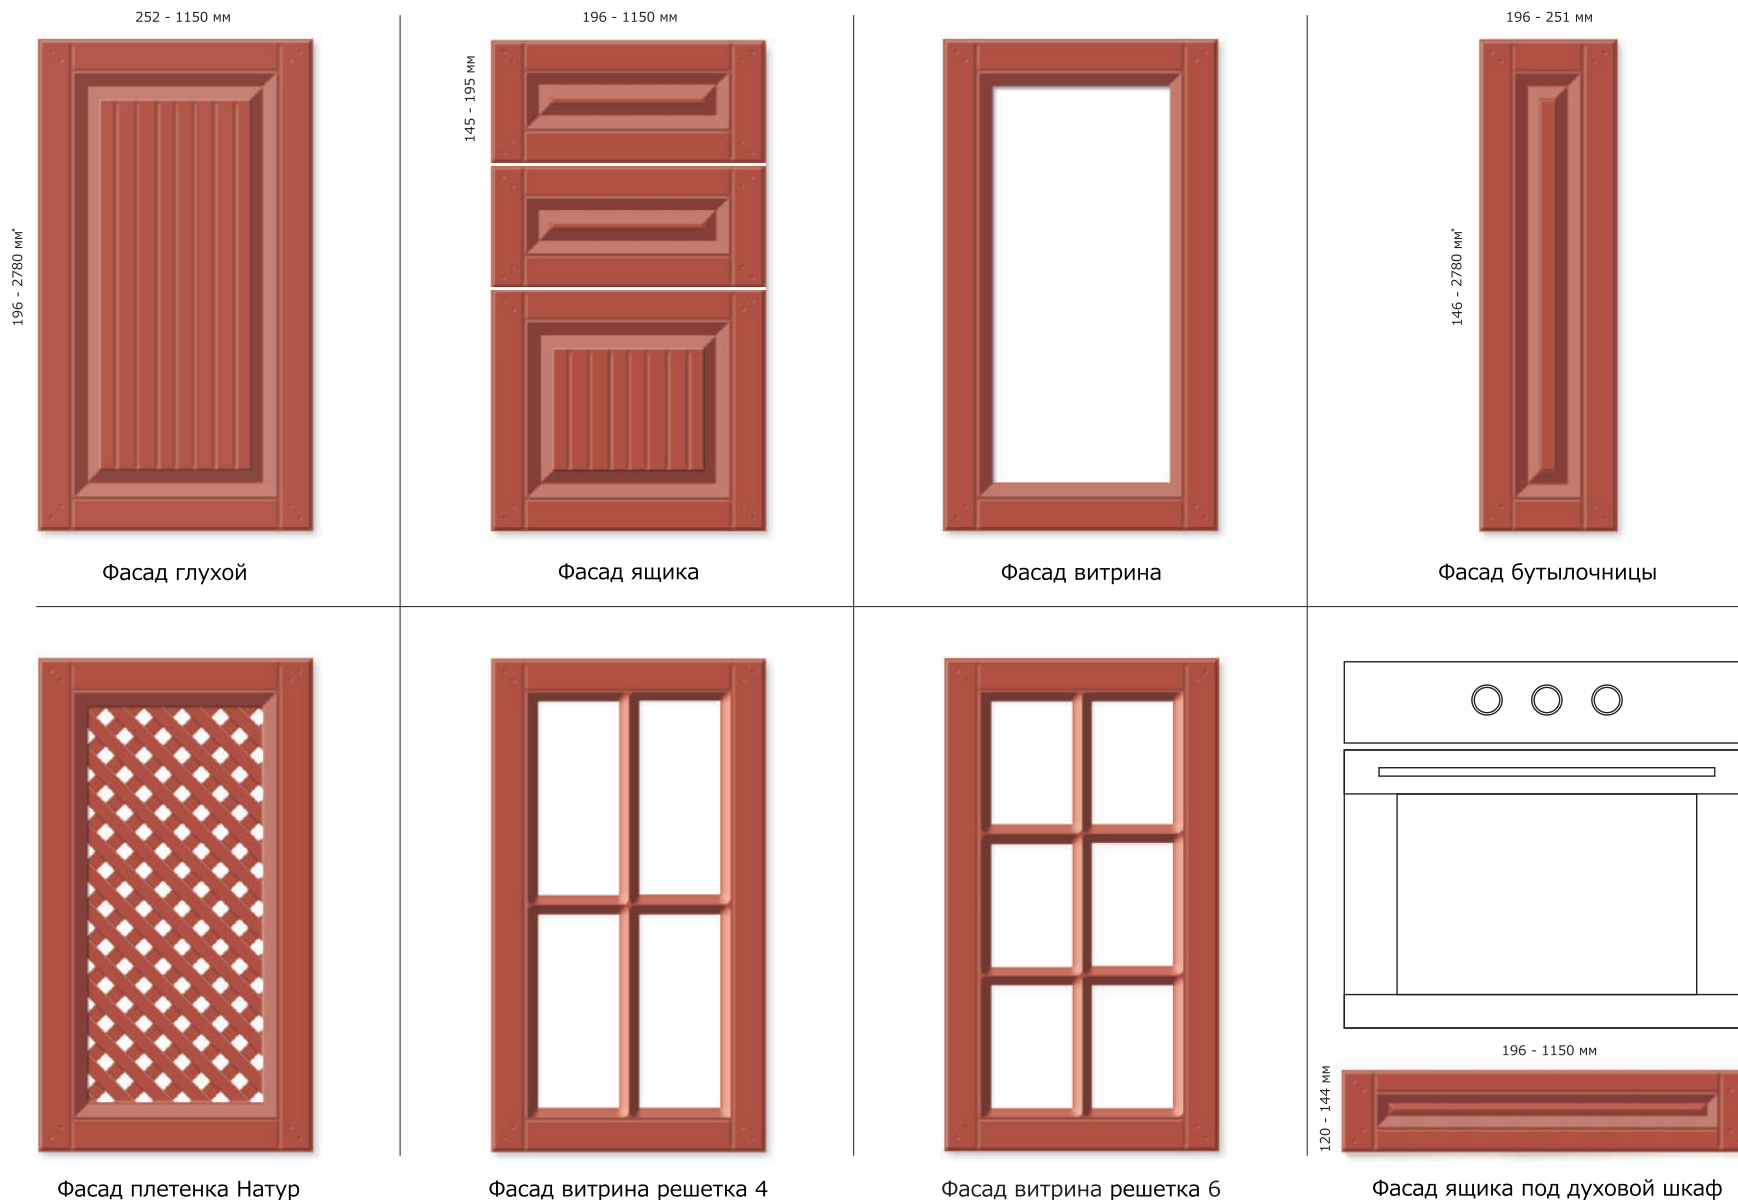 252 - 1150 мм
196 - 1150 мм
196 - 251 мм
196 - 2780 мм*
145 - 195 мм
146 - 2780 мм*
Фасад глухой
Фасад ящика
Фасад витрина
Фасад бутылочницы
196 - 1150 мм
120 - 144 мм
Фасад плетенка Натур
Фасад витрина решетка 4
Фасад витрина решетка 6
Фасад ящика под духовой шкаф